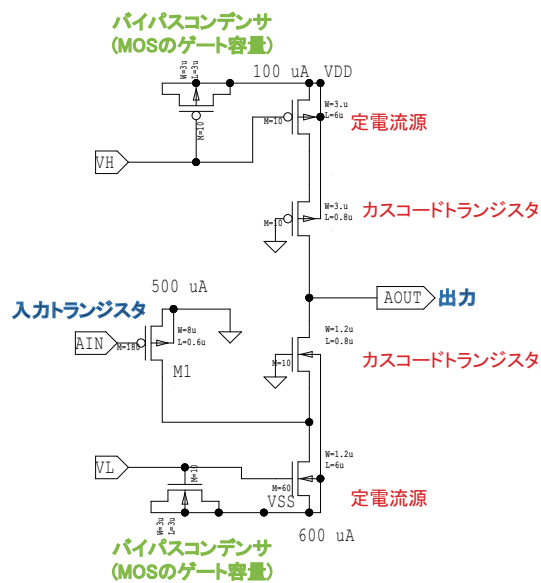 バイパスコンデンサ
(MOSのゲート容量)
W=3u
L=3u
100 uA VDD
M=10
W=3.u
L=6u
定電流源
M=10
VH
W=3.u
L=0.8u
カスコードトランジスタ
M=10
500 uA
入力トランジスタ
AOUT
出力
W=8u
L=0.6u
AIN
M=180
M1
W=1.2u
L=0.8u
カスコードトランジスタ
M=10
VL
M=10
W=1.2u
L=6u
M=60
VSS
定電流源
W=3u
L=3u
600 uA
バイパスコンデンサ
(MOSのゲート容量)